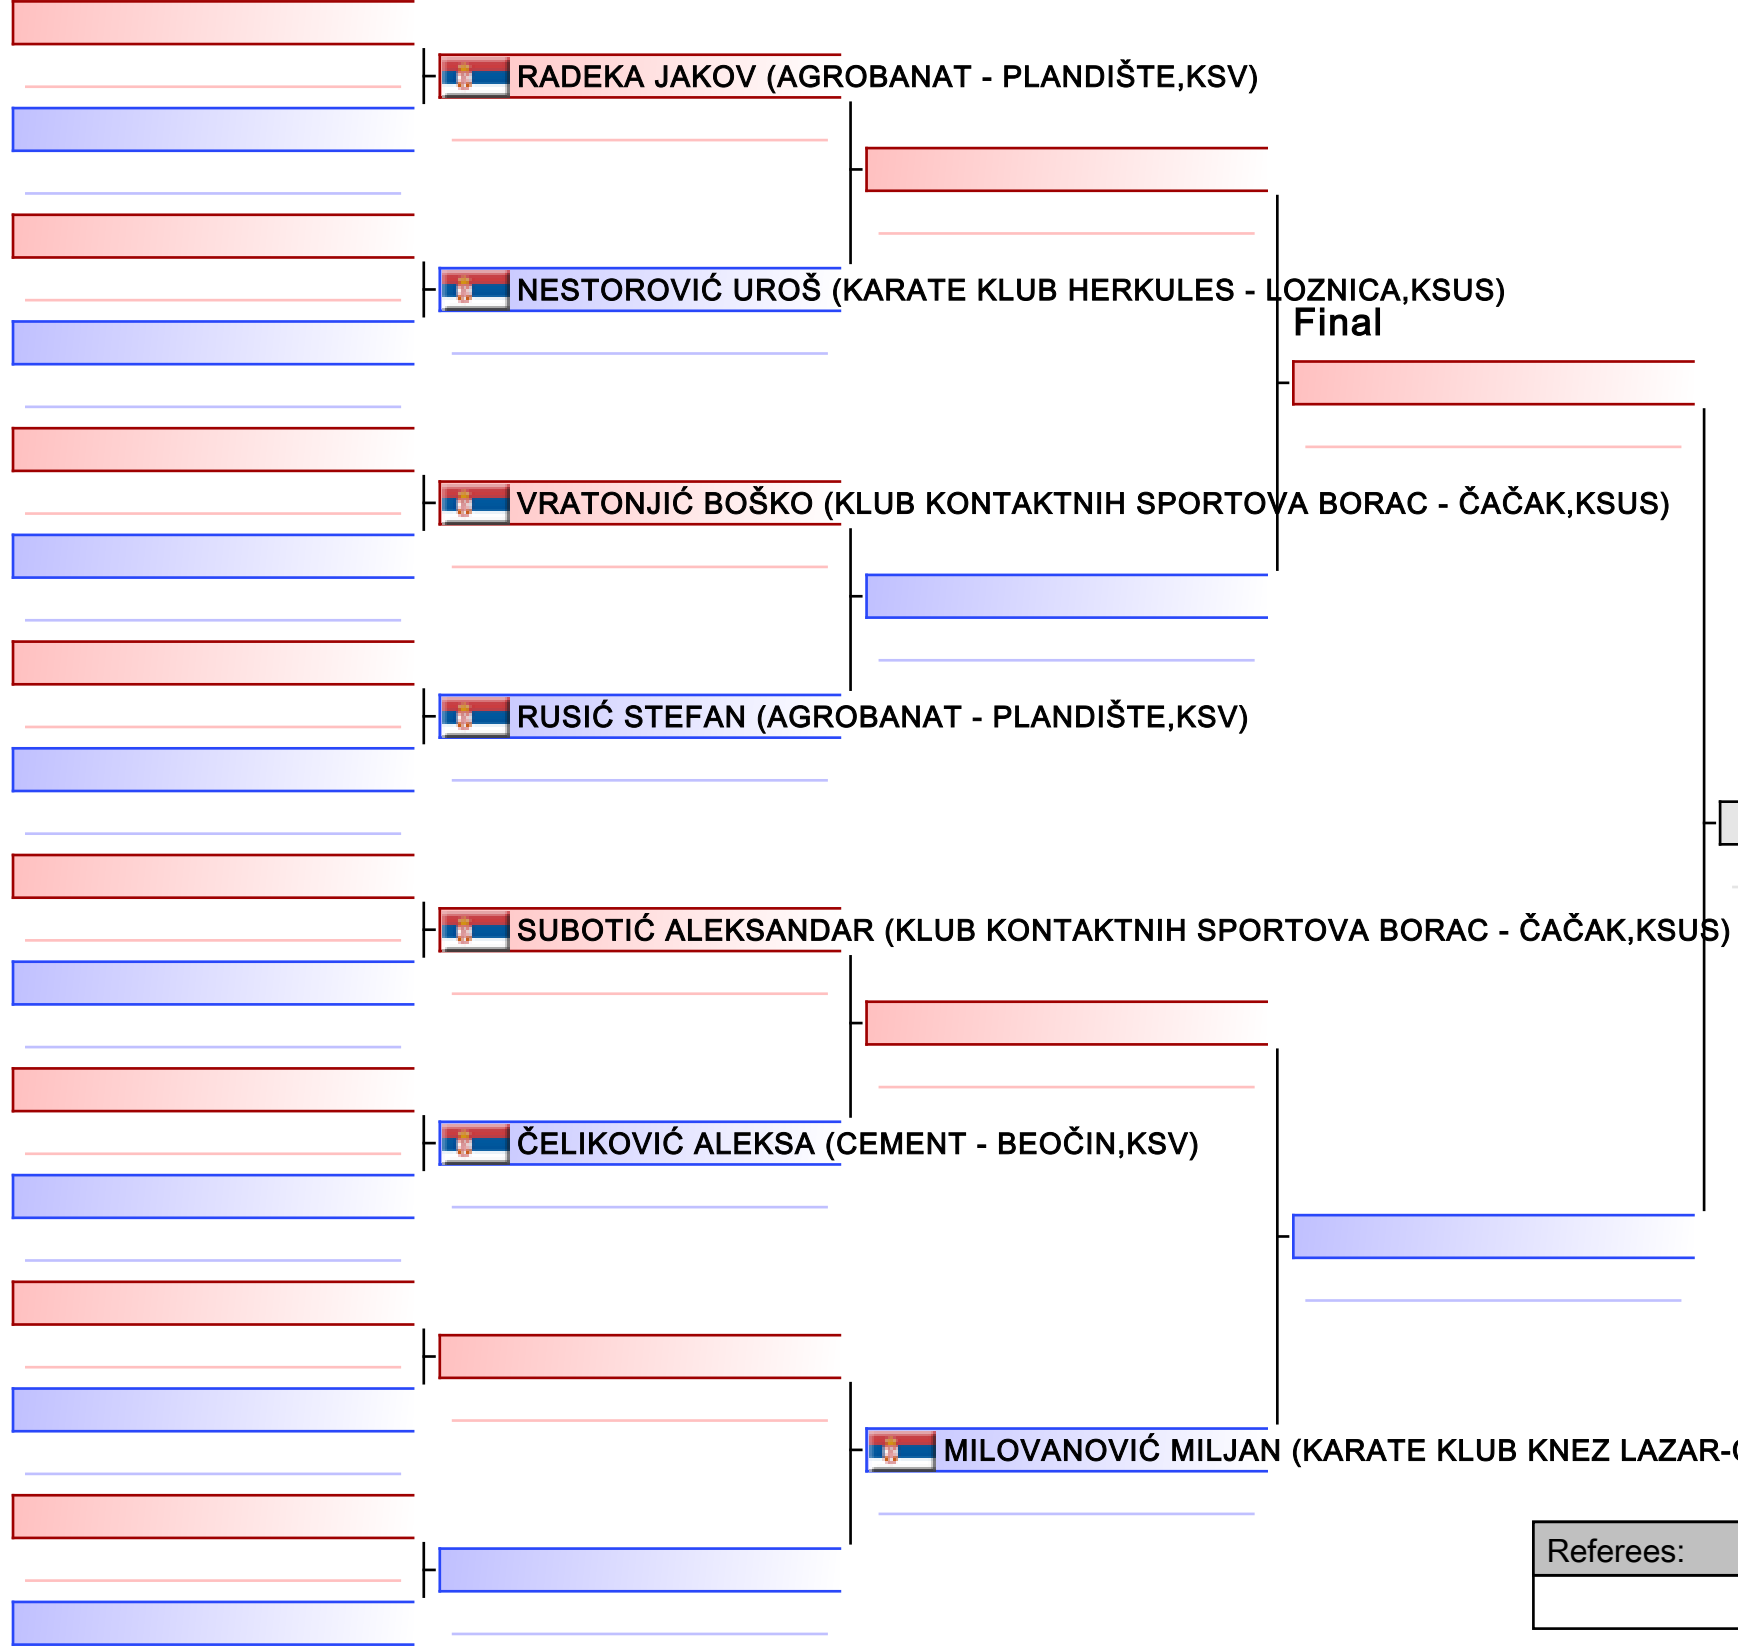 RADEKA JAKOV (AGROBANAT - PLANDIŠTE,KSV)
NESTOROVIĆ UROŠ (KARATE KLUB HERKULES - LOZNICA,KSUS)
Final
VRATONJIĆ BOŠKO (KLUB KONTAKTNIH SPORTOVA BORAC - ČAČAK,KSUS)
RUSIĆ STEFAN (AGROBANAT - PLANDIŠTE,KSV)
SUBOTIĆ ALEKSANDAR (KLUB KONTAKTNIH SPORTOVA BORAC - ČAČAK,KSUS)
ČELIKOVIĆ ALEKSA (CEMENT - BEOČIN,KSV)
MILOVANOVIĆ MILJAN (KARATE KLUB KNEZ LAZAR-
Referees: